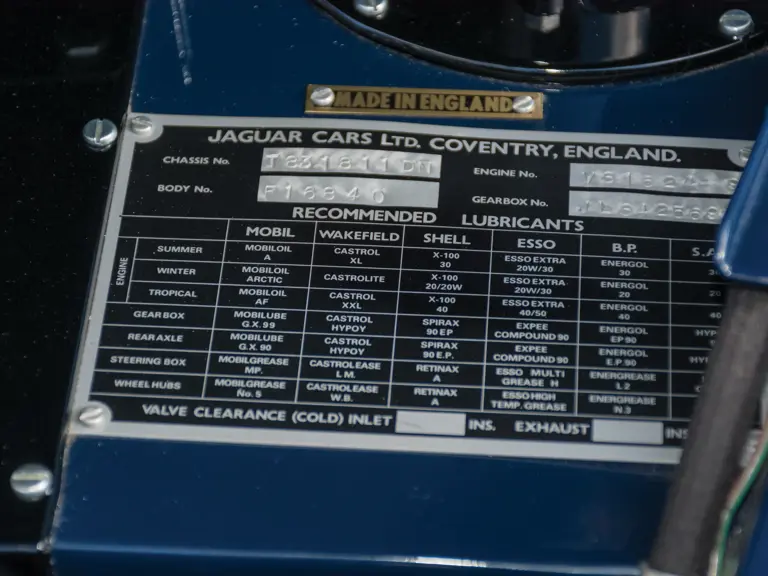 MADE IN ENGLAND
JAGUAR CARS LTD. COVENTRY, ENGLAND.
CHASSIS No. T831811DN ENGINE No.
BODY No. F16840 GEARBOX No.
RECOMMENDED LUBRICANTS
MOBIL WAKEFIELD SHELL ESSO B.P.
ENGINE
SUMMER MOBILOIL A CASTROL XL X-100 30 ESSO EXTRA 20W/30 ENERGOL 30
WINTER MOBILOIL ARCTIC CASTROLITE X-100 20/20W ESSO EXTRA 20W/30 ENERGOL 20
TROPICAL MOBILOIL AF CASTROL XXL X-100 40 ESSO EXTRA 40/50 ENERGOL 40
GEARBOX MOBILUBE G.X. 99 CASTROL HYPOY SPIRAX 90 EP EXPEE COMPOUND 90 ENERGOL EP 90
REAR AXLE MOBILUBE G.X. 90 CASTROL HYPOY SPIRAX 90 E.P. EXPEE COMPOUND 90 ENERGOL E.P. 90
STEERING BOX MOBILGREASE MP. CASTROLEASE L M. RETINAX A ESSO MULTI GREASE H ENERGREASE L 2
WHEEL HUBS MOBILGREASE No. 5 CASTROLEASE W.B. RETINAX A ESSO HIGH TEMP. GREASE ENERGREASE N.3
VALVE CLEARANCE (COLD) INLET INS. EXHAUST INS